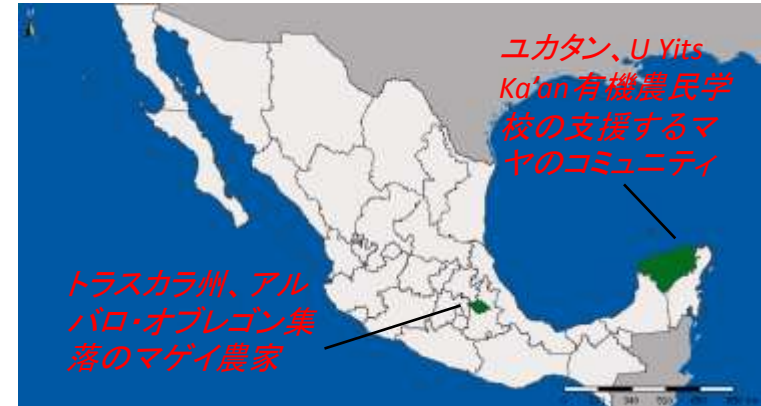 ユカタン、U Yits
Ka'an有機農民学
校の支援するマ
ヤのコミュニティ
トラスカラ州、アル
バロ・オブレゴン集
落のマゲイ農家